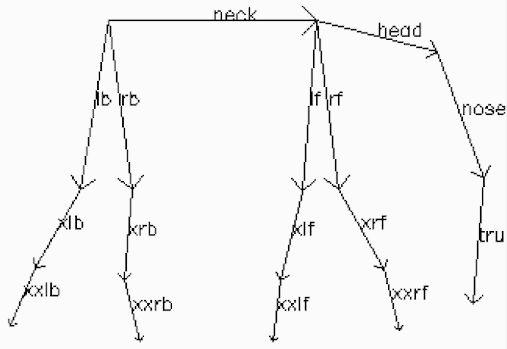 neck
head
lb rb
lf rf
nose
xlb
xrb
xlf
xrf
tru
xxlb
xxrb
xxlf
xxrf